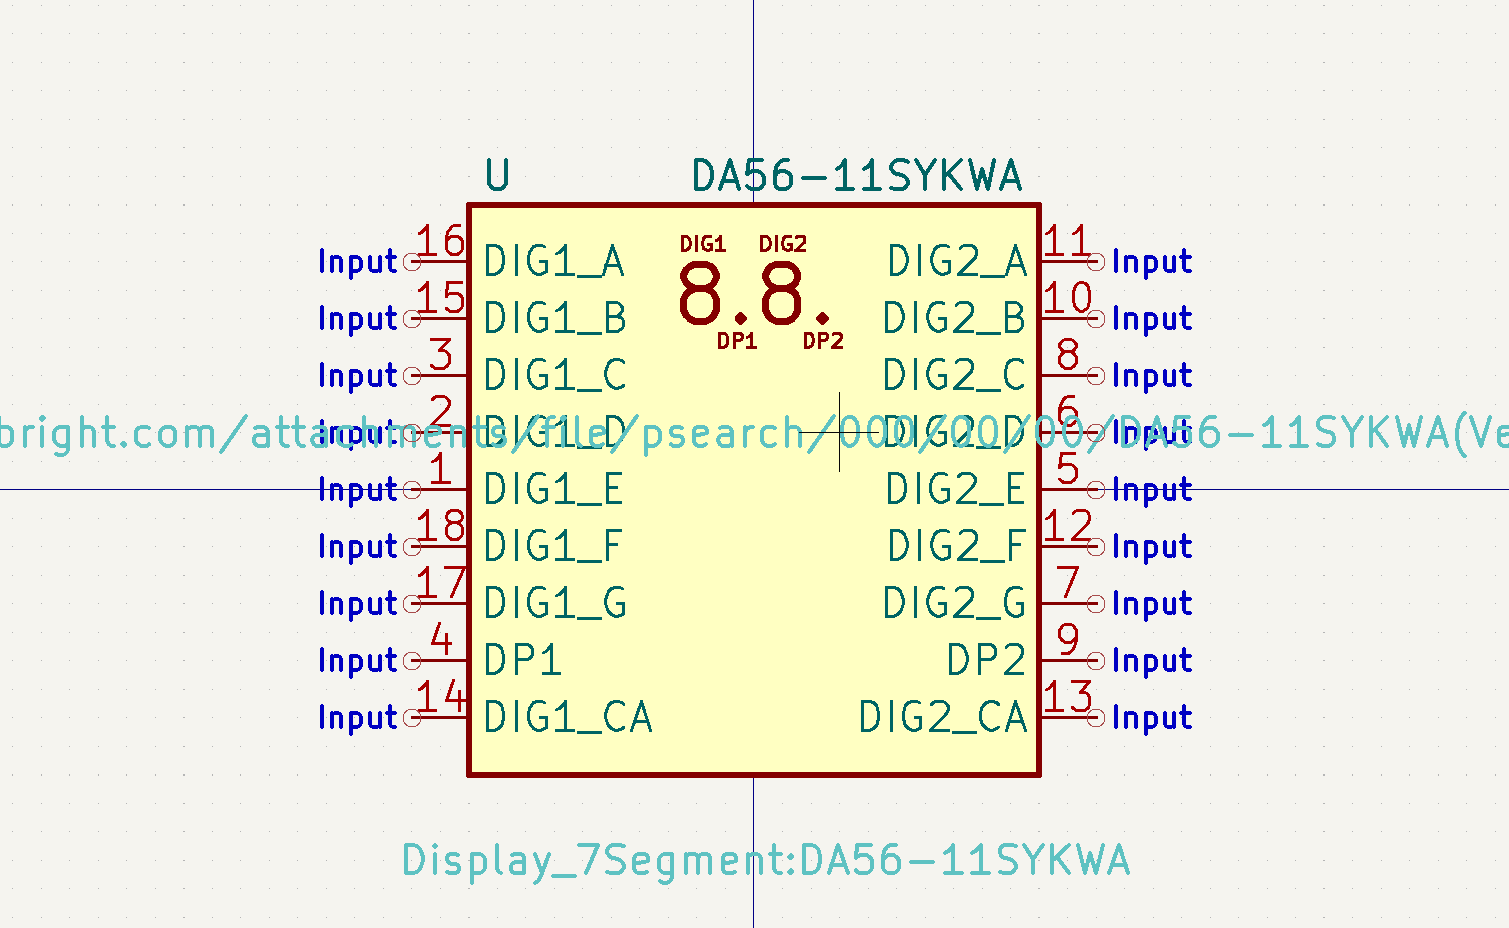 U DA56-11SYKWA
DIG1 DIG2
8.8.
DP1 DP2
Input 16 DIG1_A DIG2_A 11 Input
Input 15 DIG1_B DIG2_B 10 Input
Input 3 DIG1_C DIG2_C 8 Input
Input 2 DIG1_D DIG2_D 6 Input
bright.com/attachments/file/psearch/000/00/00/DA56-11SYKWA(Ve
Input 1 DIG1_E DIG2_E 5 Input
Input 18 DIG1_F DIG2_F 12 Input
Input 17 DIG1_G DIG2_G 7 Input
Input 4 DP1 DP2 9 Input
Input 14 DIG1_CA DIG2_CA 13 Input
Display_7Segment:DA56-11SYKWA